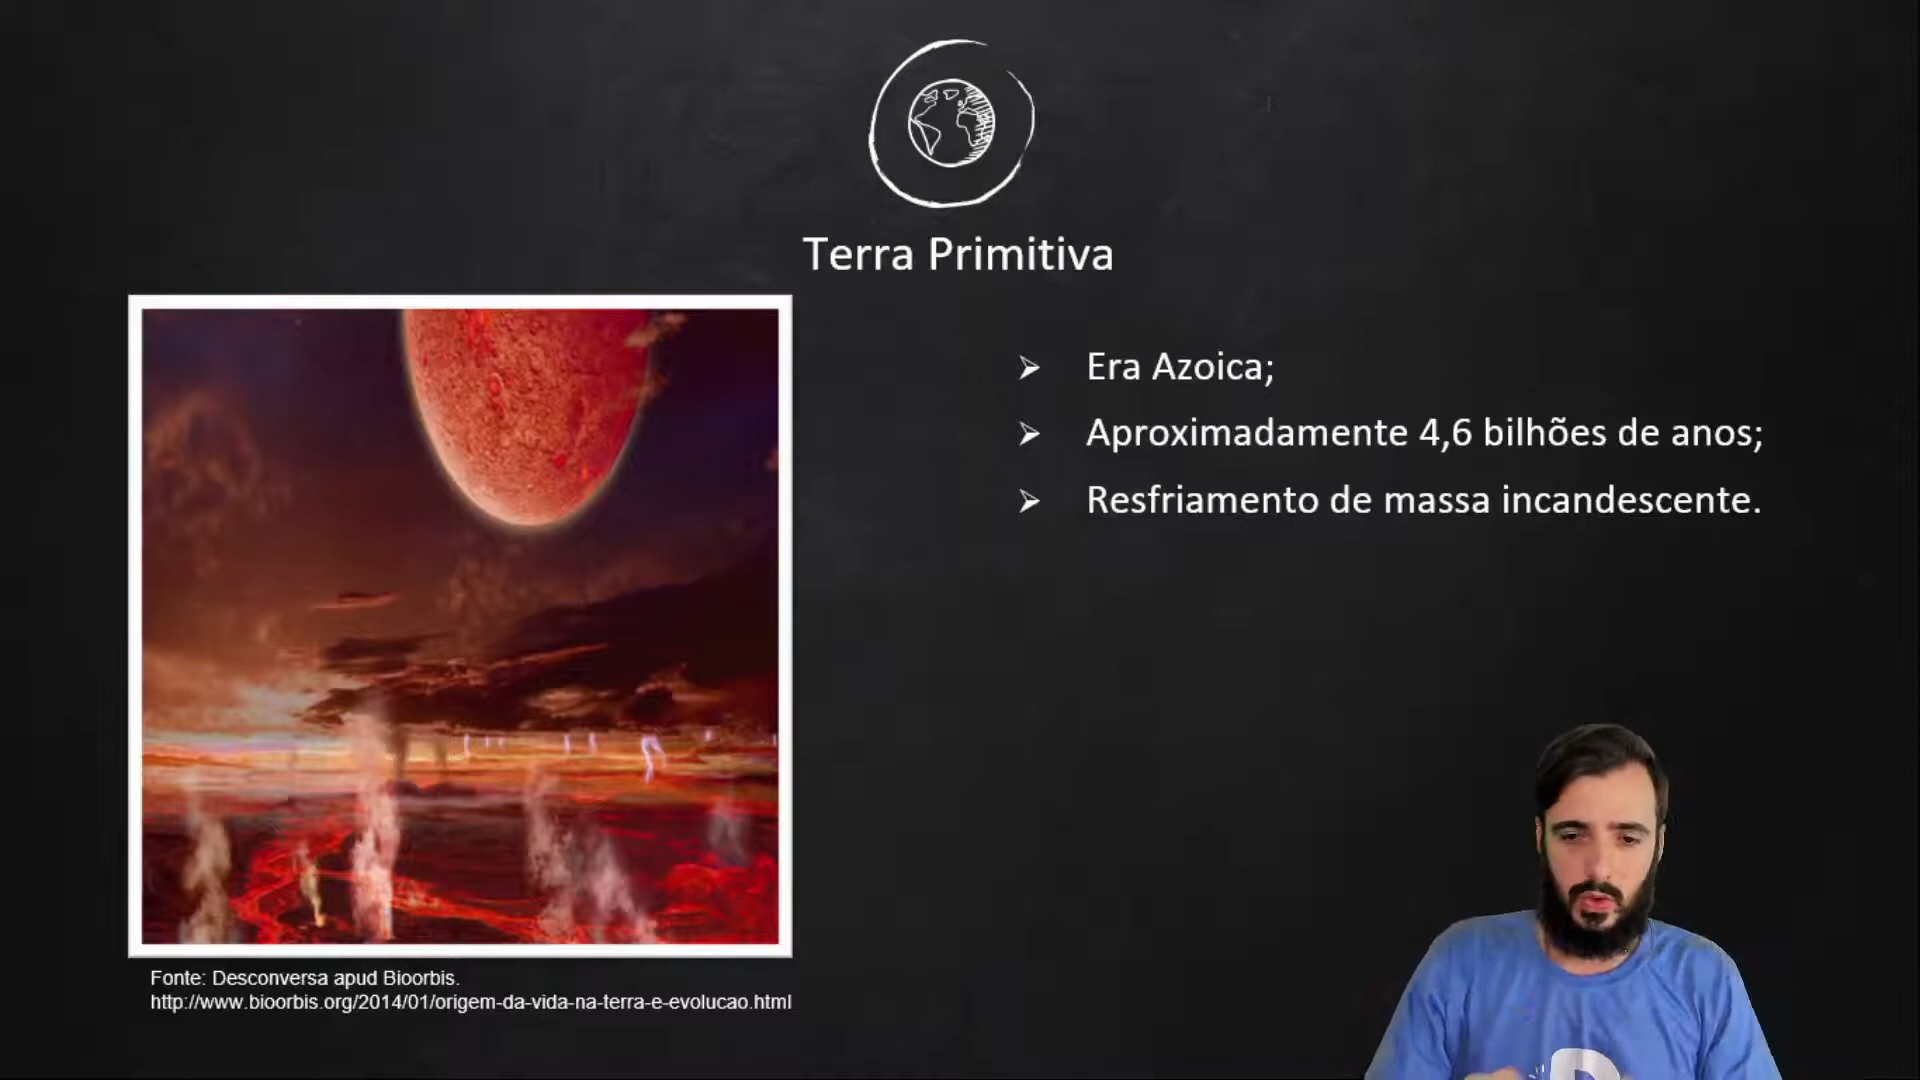 Terra Primitiva
➢ Era Azoica;
➢ Aproximadamente 4,6 bilhões de anos;
➢ Resfriamento de massa incandescente.
Fonte: Desconversa apud Bioorbis.
http://www.bioorbis.org/2014/01/origem-da-vida-na-terra-e-evolucao.html